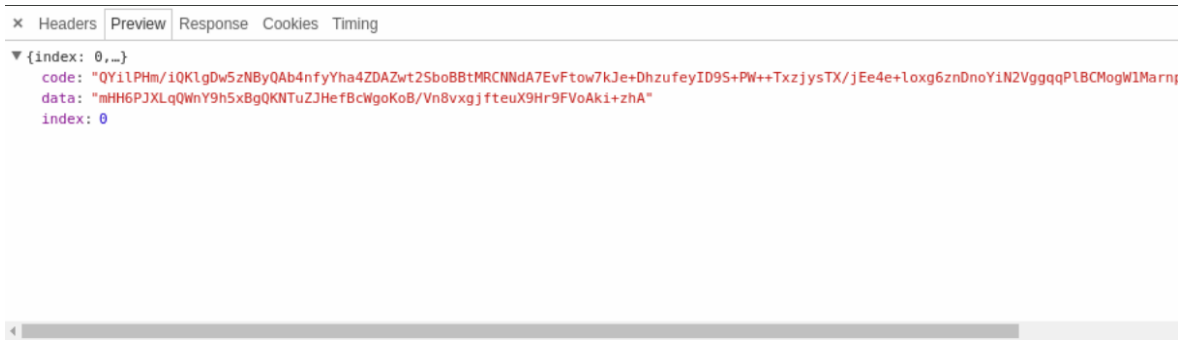 × Headers Preview Response Cookies Timing
▼{index: 0,…}
code: "QYilPHm/iQKlgDw5zNByQAb4nfyYha4ZDAZwt2SboBBtMRCNNdA7EvFtow7kJe+DhzufeyID9S+PW++TxzjysTX/jEe4e+loxg6znDnoYiN2VggqqPlBCMogW1Marnp
data: "mHH6PJXLqQWnY9h5xBgQKNTuZJHefBcWgoKoB/Vn8vxgjfteuX9Hr9FVoAki+zhA"
index: 0